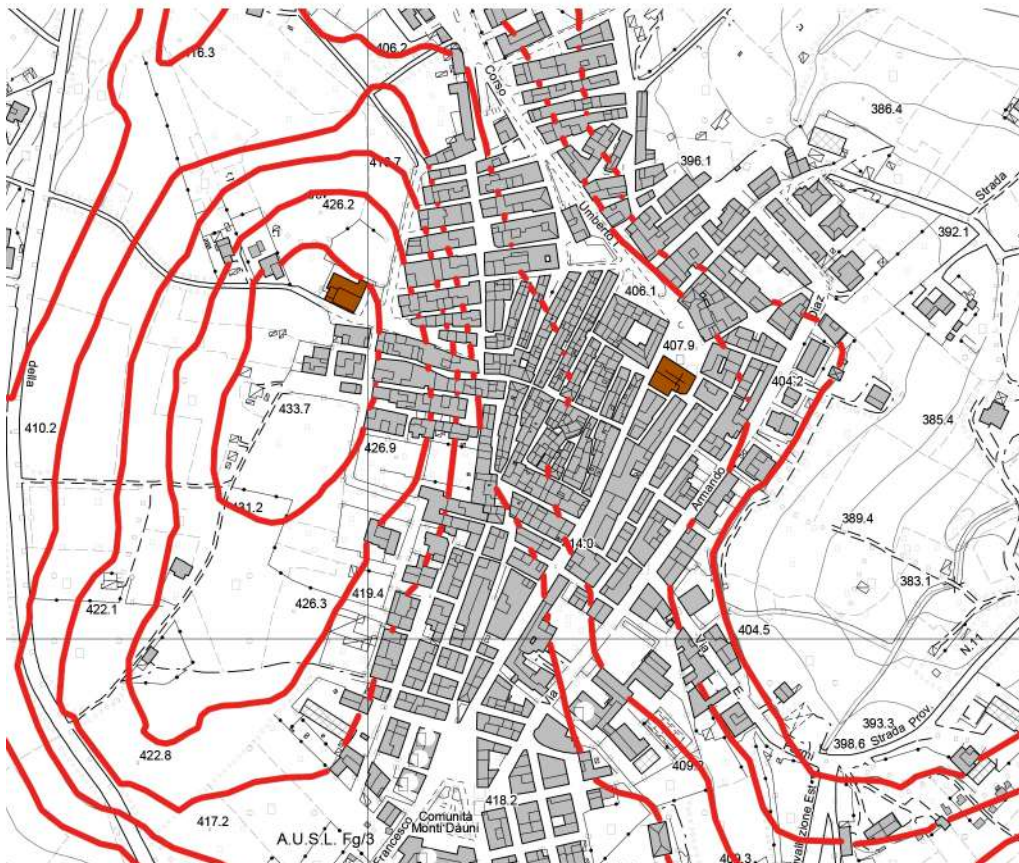 406.2
Corso
386.4
396.1
Strada
426.2
Umberto I
392.1
406.1
Diaz
407.9
della
404.2
433.7
410.2
385.4
426.9
Armando
431.2
389.4
414.0
383.1
419.4
422.1
426.3
404.5
N.11
Via
393.3
Strada Prov.
398.6
422.8
409.2
418.2
417.2
Comunità
Monti Dauni
A.U.S.L. Fg/3
Francesco
409.3